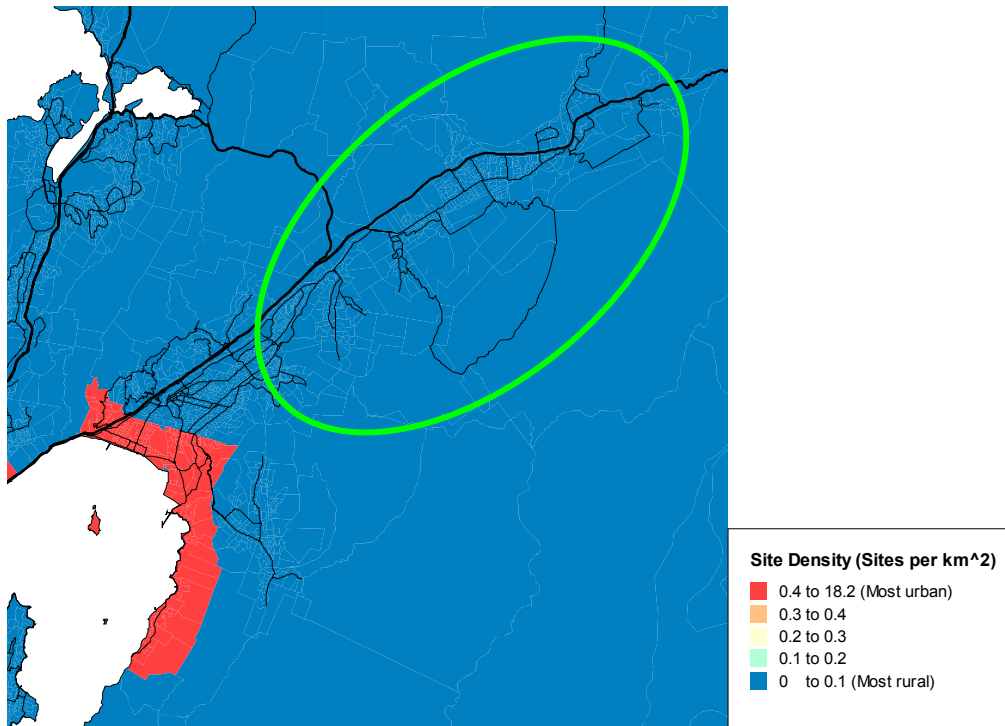 Site Density (Sites per km^2)
0.4 to 18.2 (Most urban)
0.3 to 0.4
0.2 to 0.3
0.1 to 0.2
0 to 0.1 (Most rural)